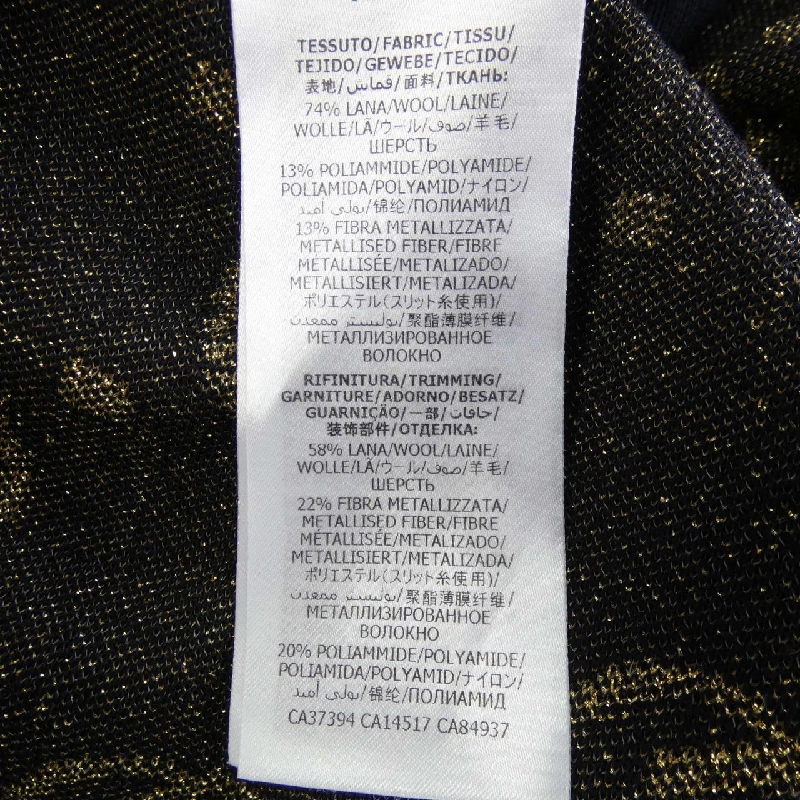 TESSUTO/FABRIC/TISSU/
TEJIDO/GEWEBE/TECIDO/
表地/قماش/面料/ТКАНЬ:
74% LANA/WOOL/LAINE/
WOLLE/LÃ/ウール/صوف/羊毛/
ШЕРСТЬ
13% POLIAMMIDE/POLYAMIDE/
POLIAMIDA/POLYAMID/ナイロン/
بولي أميد/锦纶/ПОЛИАМИД
13% FIBRA METALLIZZATA/
METALLISED FIBER/FIBRE
MÉTALLISÉE/METALIZADO/
METALLISIERT/METALIZADA/
ポリエステル(スリット糸使用)/
بوليستر ممعدن/聚酯薄膜纤维/
МЕТАЛЛИЗИРОВАННОЕ
ВОЛОКНО
RIFINITURA/TRIMMING/
GARNITURE/ADORNO/BESATZ/
GUARNIÇÃO/一部/حافات/
装饰部件/ОТДЕЛКА:
58% LANA/WOOL/LAINE/
WOLLE/LÃ/ウール/صوف/羊毛/
ШЕРСТЬ
22% FIBRA METALLIZZATA/
METALLISED FIBER/FIBRE
MÉTALLISÉE/METALIZADO/
METALLISIERT/METALIZADA/
ポリエステル(スリット糸使用)/
بوليستر ممعدن/聚酯薄膜纤维/
МЕТАЛЛИЗИРОВАННОЕ
ВОЛОКНО
20% POLIAMMIDE/POLYAMIDE/
POLIAMIDA/POLYAMID/ナイロン/
بولي أميد/锦纶/ПОЛИАМИД
CA37394 CA14517 CA84937